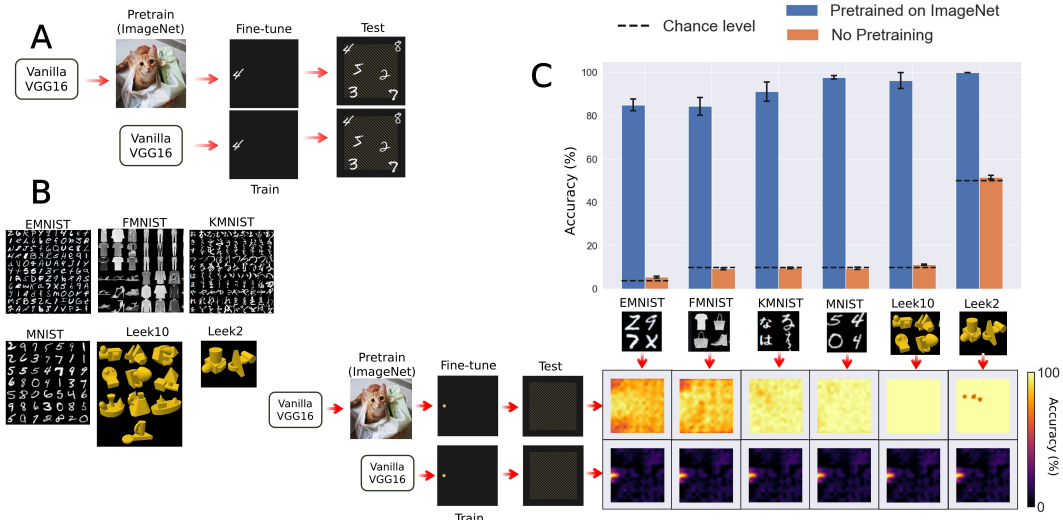 A
Pretrain
(ImageNet)
Fine-tune
Test
Vanilla
VGG16
Vanilla
VGG16
Train
B
EMNIST
FMNIST
KMNIST
MNIST
Leek10
Leek2
Chance level
Pretrained on ImageNet
No Pretraining
C
Accuracy (%)
100
80
60
40
20
0
EMNIST
FMNIST
KMNIST
MNIST
Leek10
Leek2
Pretrain
(ImageNet)
Fine-tune
Test
Vanilla
VGG16
Vanilla
VGG16
Train
100
Accuracy (%)
0